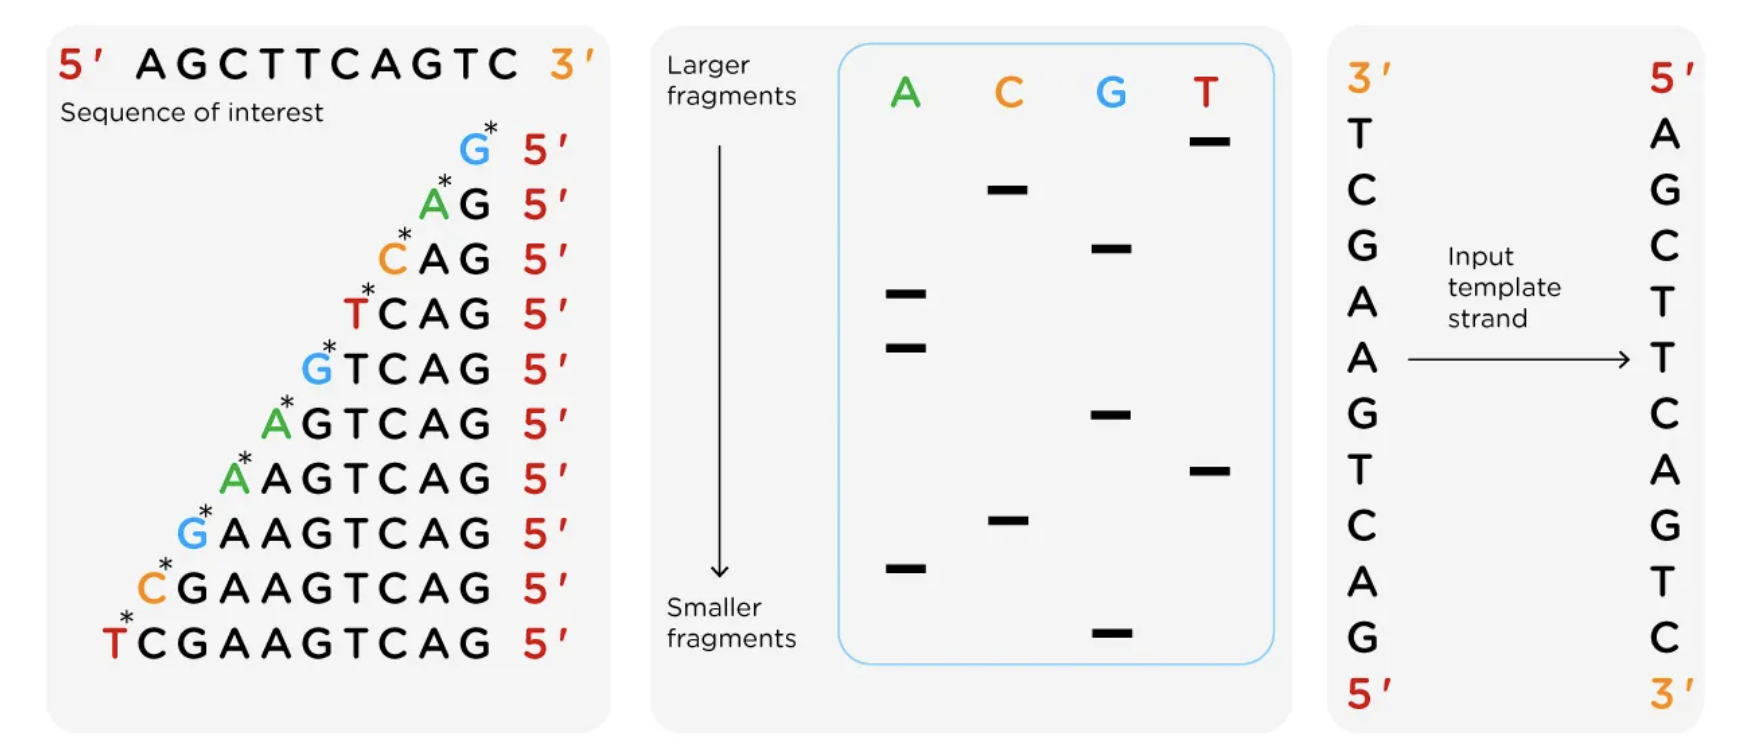 5' AGCTTCAGTC 3'
Sequence of interest
G* 5'
A*G 5'
C*AG 5'
T*CAG 5'
G*TCAG 5'
A*GTCAG 5'
A*AGTCAG 5'
G*AAGTCAG 5'
C*GAAGTCAG 5'
T*CGAAGTCAG 5'
Larger
fragments
A C G T
Smaller
fragments
3' 5'
T A
C G
G C
A T
A T
G C
T A
C G
A T
G C
5' 3'
Input
template
strand